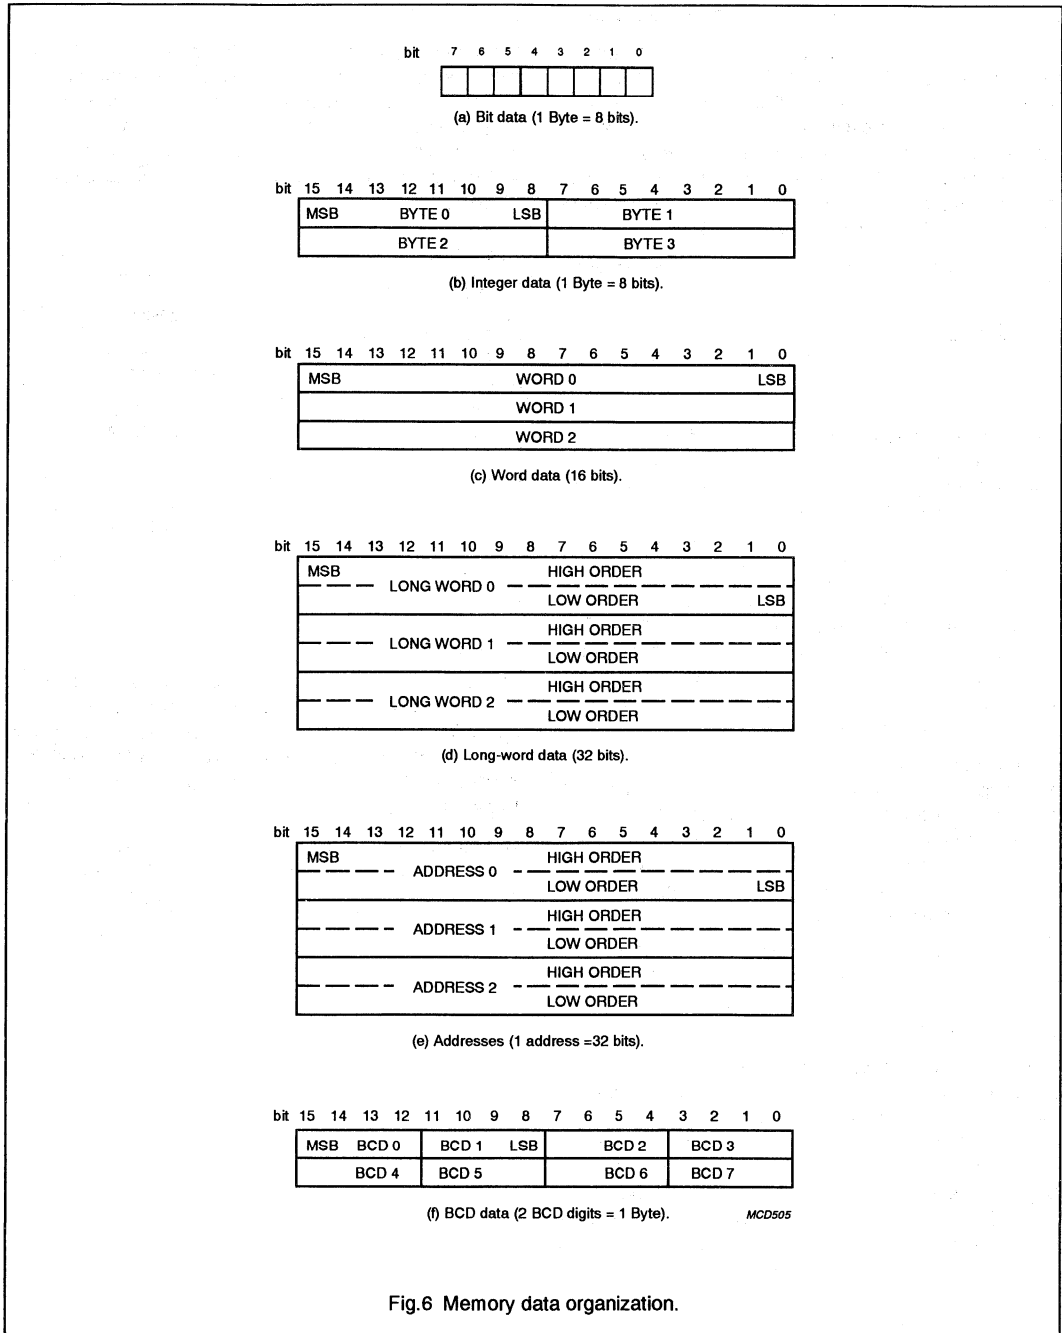 bit 7 6 5 4 3 2 1 0
(a) Bit data (1 Byte = 8 bits).
bit 15 14 13 12 11 10 9 8 7 6 5 4 3 2 1 0
MSB BYTE 0 LSB BYTE 1
BYTE 2 BYTE 3
(b) Integer data (1 Byte = 8 bits).
bit 15 14 13 12 11 10 9 8 7 6 5 4 3 2 1 0
MSB WORD 0 LSB
WORD 1
WORD 2
(c) Word data (16 bits).
bit 15 14 13 12 11 10 9 8 7 6 5 4 3 2 1 0
MSB HIGH ORDER
LONG WORD 0
LOW ORDER LSB
HIGH ORDER
LONG WORD 1
LOW ORDER
HIGH ORDER
LONG WORD 2
LOW ORDER
(d) Long-word data (32 bits).
bit 15 14 13 12 11 10 9 8 7 6 5 4 3 2 1 0
MSB HIGH ORDER
ADDRESS 0
LOW ORDER LSB
HIGH ORDER
ADDRESS 1
LOW ORDER
HIGH ORDER
ADDRESS 2
LOW ORDER
(e) Addresses (1 address =32 bits).
bit 15 14 13 12 11 10 9 8 7 6 5 4 3 2 1 0
MSB BCD 0 BCD 1 LSB BCD 2 BCD 3
BCD 4 BCD 5 BCD 6 BCD 7
(f) BCD data (2 BCD digits = 1 Byte). MCD505
Fig.6 Memory data organization.